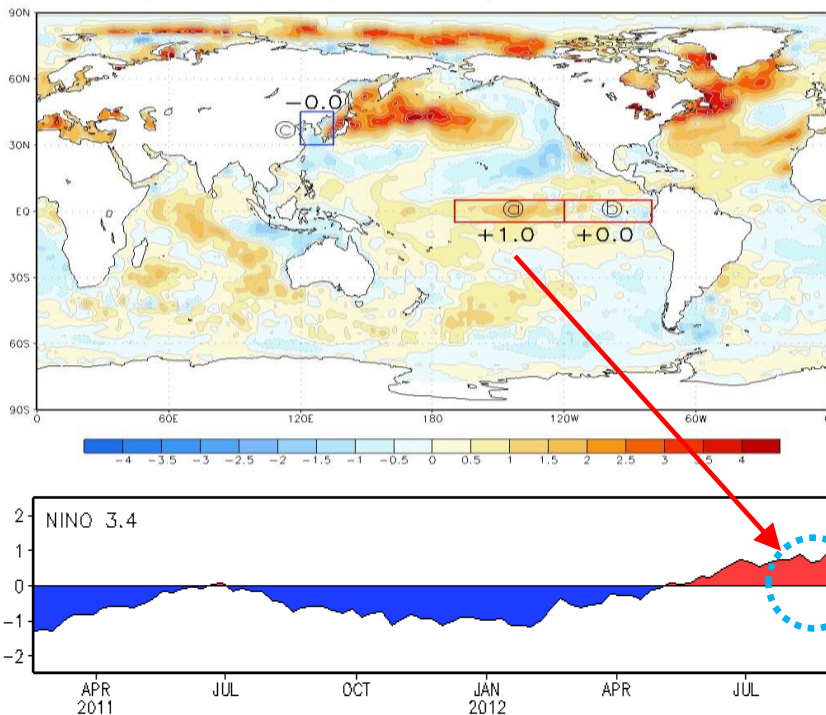 90N
60N
30N
EQ
30S
60S
90S
-0.0
ⓒ
ⓐ ⓑ
+1.0 +0.0
0 60E 120E 180 120W 60W
-4 -3.5 -3 -2.5 -2 -1.5 -1 -0.5 0 0.5 1 1.5 2 2.5 3 3.5 4
NINO 3.4
2
1
0
-1
-2
APR JUL OCT JAN APR JUL
2011 2012